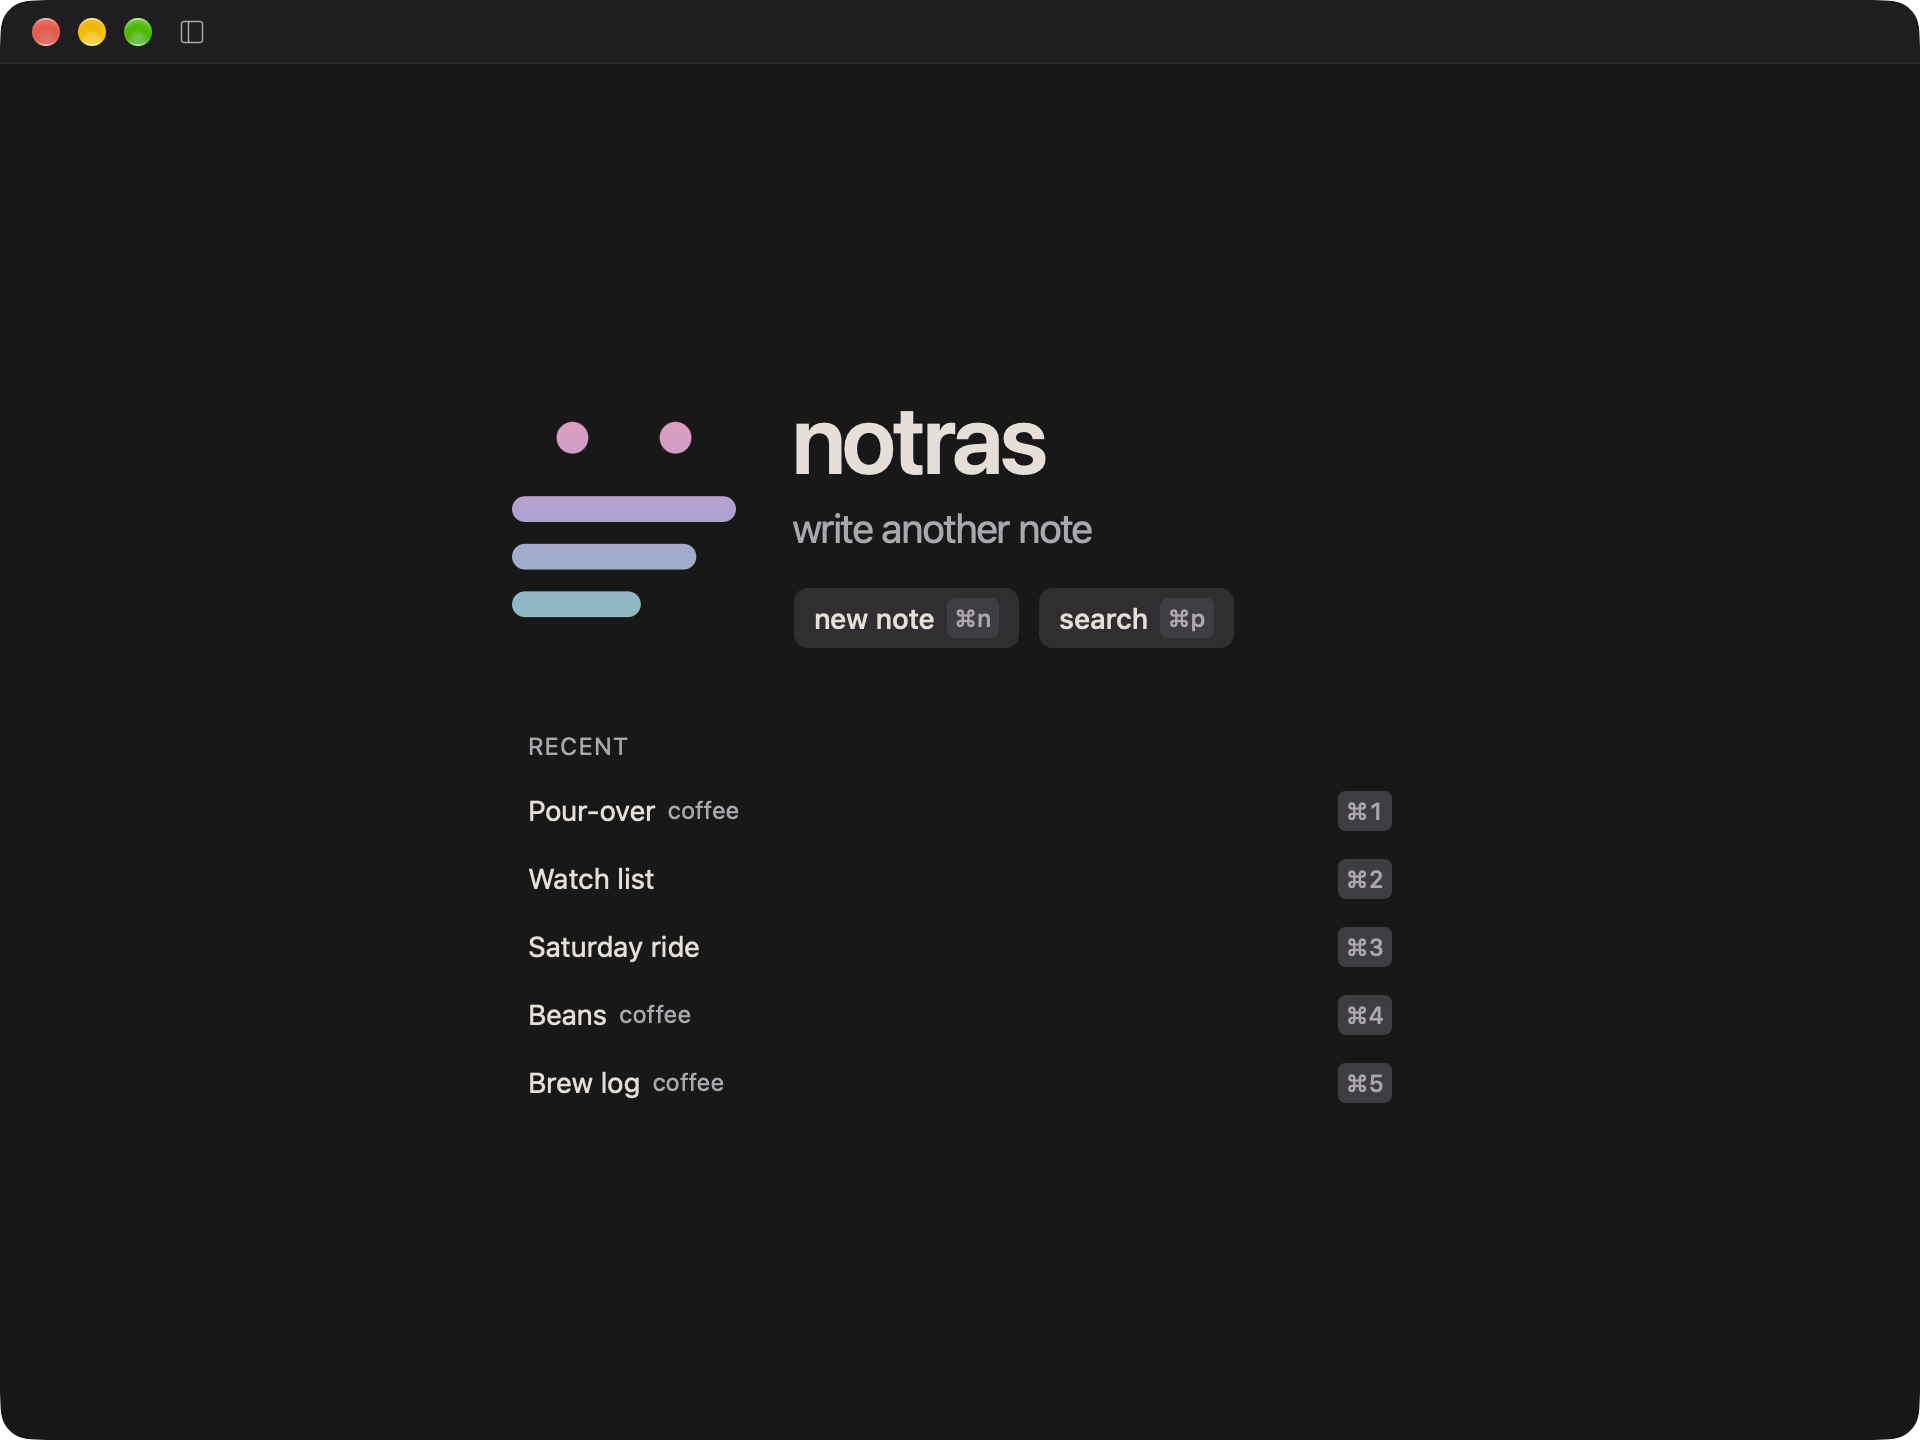 notras
write another note
new note ⌘n search ⌘p
RECENT
Pour-over coffee ⌘1
Watch list ⌘2
Saturday ride ⌘3
Beans coffee ⌘4
Brew log coffee ⌘5